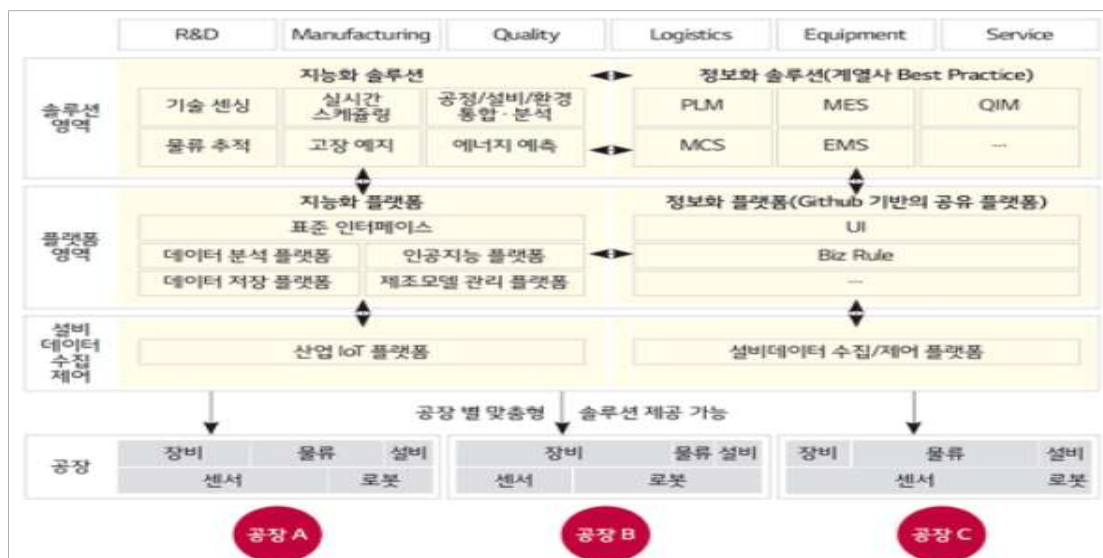 R&D Manufacturing Quality Logistics Equipment Service
솔루션
영역
지능화 솔루션
기술 센싱
실시간
스케쥴링
공정/설비/환경
통합·분석
물류 추적
고장 예지
에너지 예측
정보화 솔루션(계열사 Best Practice)
PLM MES QIM
MCS EMS ...
플랫폼
영역
지능화 플랫폼
표준 인터페이스
데이터 분석 플랫폼
인공지능 플랫폼
데이터 저장 플랫폼
제조모델 관리 플랫폼
정보화 플랫폼(Github 기반의 공유 플랫폼)
UI
Biz Rule
...
설비
데이터
수집
제어
산업 IoT 플랫폼
설비데이터 수집/제어 플랫폼
공장 별 맞춤형 솔루션 제공 가능
공장
장비 물류 설비
센서 로봇
장비 물류 설비
센서 로봇
장비 물류 설비
센서 로봇
공장 A
공장 B
공장 C